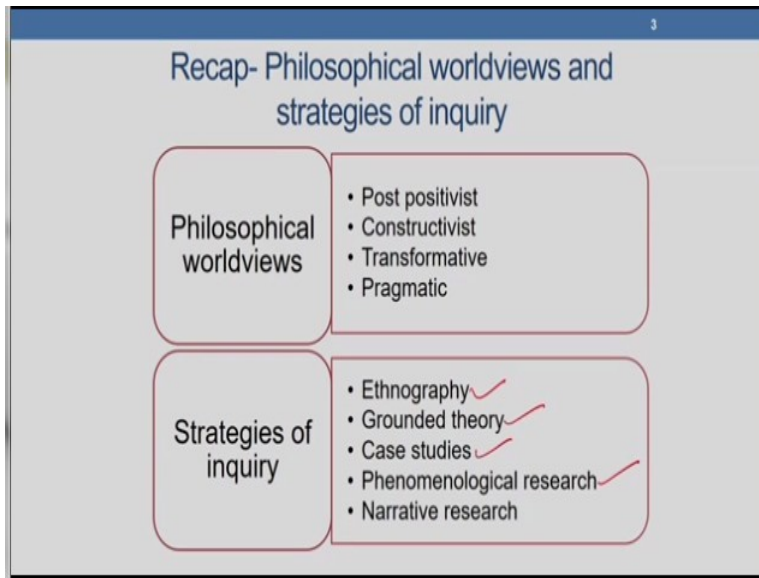 3
Recap- Philosophical worldviews and
strategies of inquiry
Philosophical
worldviews
• Post positivist
• Constructivist
• Transformative
• Pragmatic
Strategies of
inquiry
• Ethnography
• Grounded theory
• Case studies
• Phenomenological research
• Narrative research